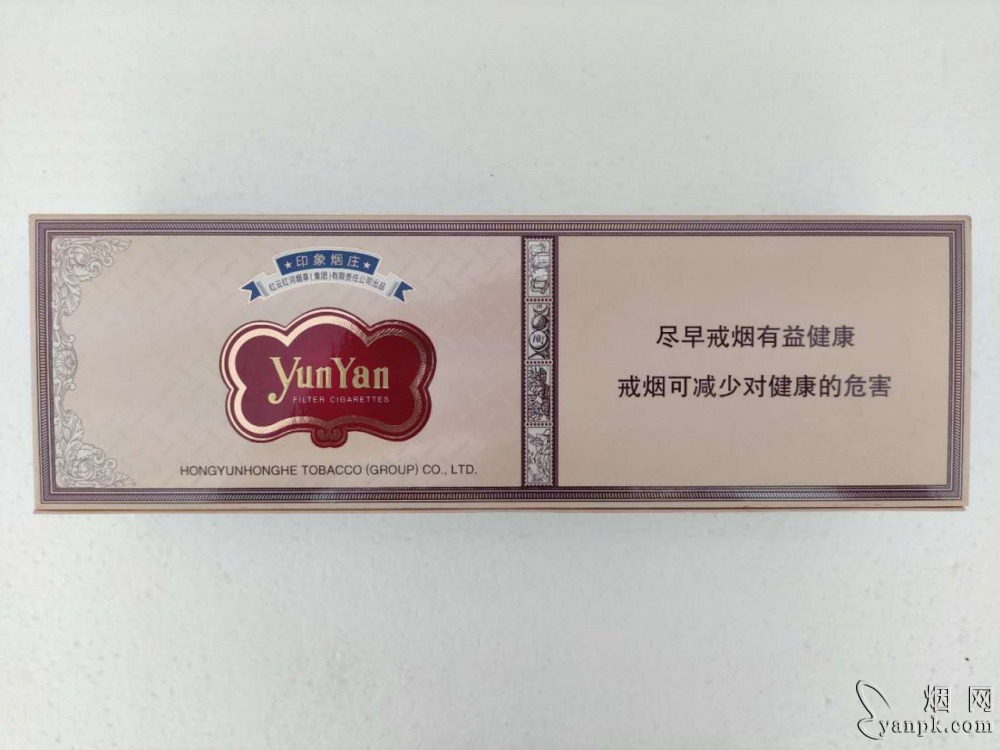 ★印象烟庄★
红云红河烟草(集团)有限责任公司出品
YunYan
FILTER CIGARETTES
HONGYUNHONGHE TOBACCO (GROUP) CO., LTD.
尽早戒烟有益健康
戒烟可减少对健康的危害
烟网
yanpk.com